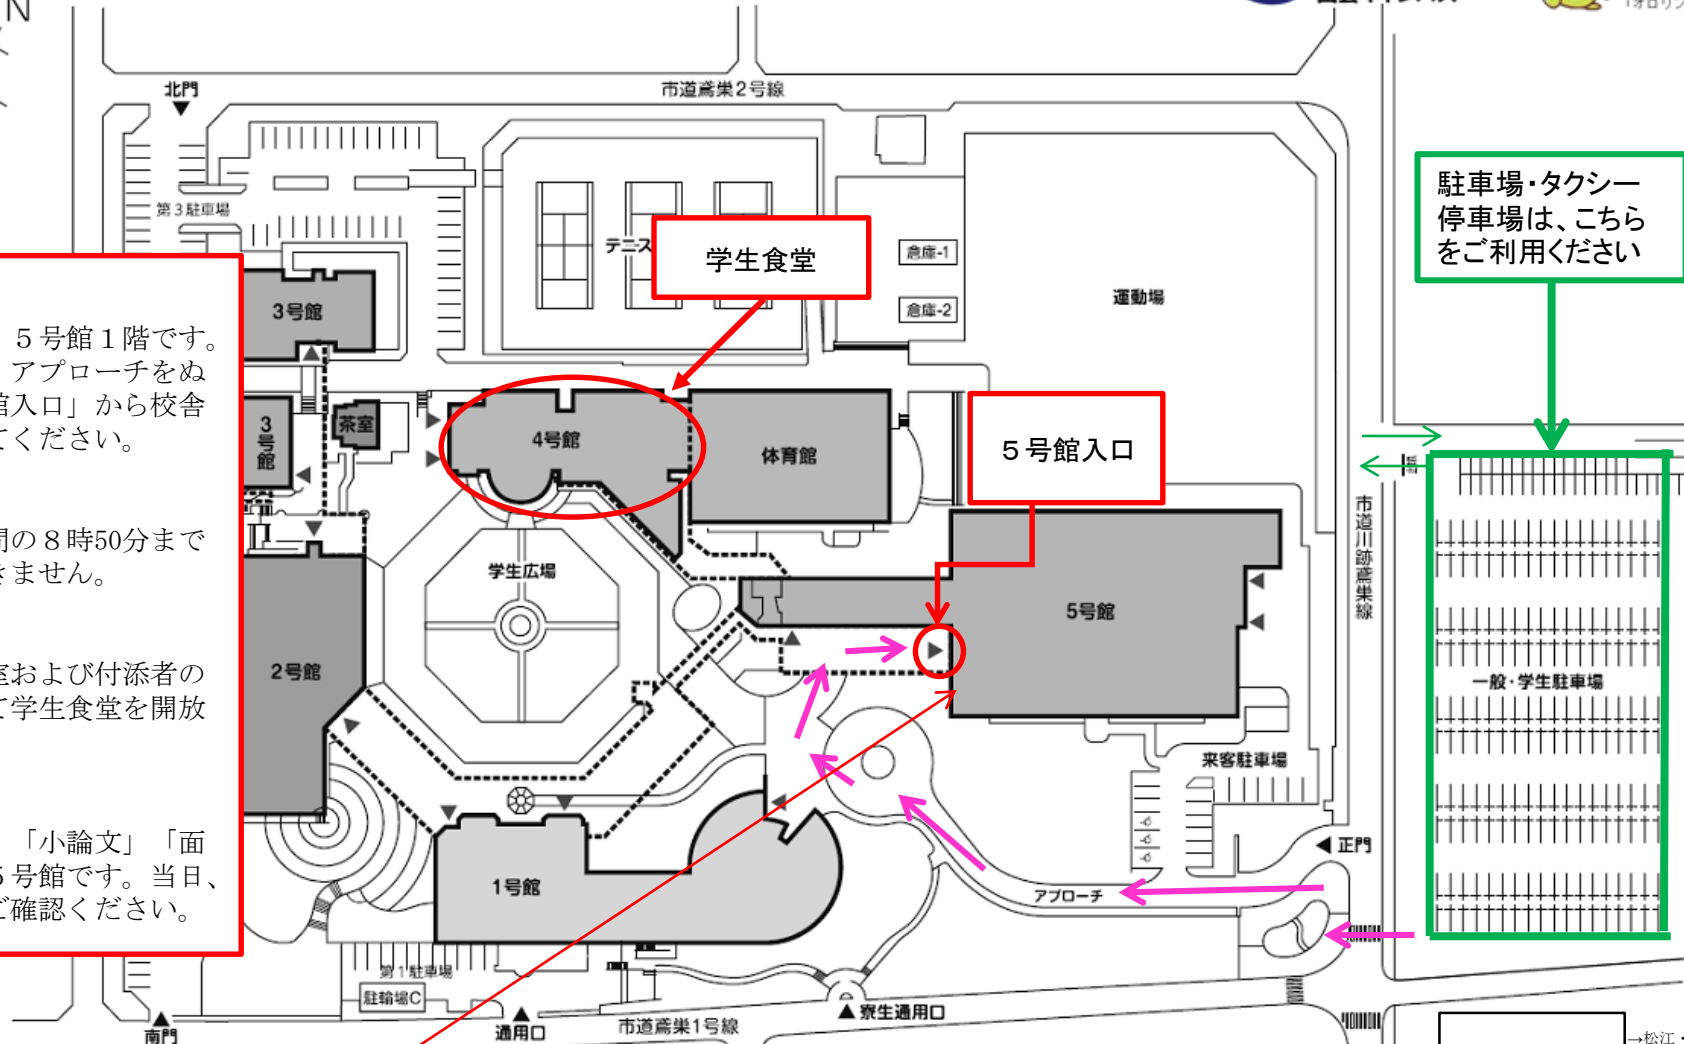 N
北門
市道鳶巣2号線
第3駐車場
テニス
学生食堂
倉庫-1
倉庫-2
運動場
駐車場・タクシー
停車場は、こちら
をご利用ください
3号館
５号館１階です。
アプローチをぬ
館入口」から校舎
てください。
3号館
茶室
4号館
体育館
５号館入口
市道川跡鳶巣線
間の８時50分まで
きません。
学生広場
5号館
室および付添者の
て学生食堂を開放
2号館
一般・学生駐車場
来客駐車場
「小論文」「面
５号館です。当日、
ご確認ください。
1号館
正門
アプローチ
第1駐車場
駐輪場C
南門
通用口
市道鳶巣1号線
寮生通用口
→松江・